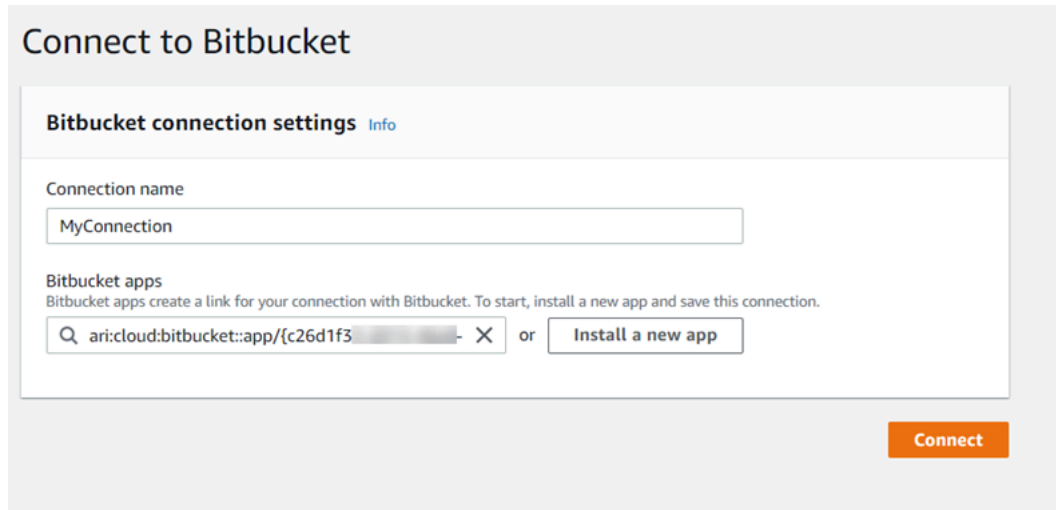 Connect to Bitbucket
Bitbucket connection settings Info
Connection name
MyConnection
Bitbucket apps
Bitbucket apps create a link for your connection with Bitbucket. To start, install a new app and save this connection.
ari:cloud:bitbucket::app/{c26d1f3 - or Install a new app
Connect